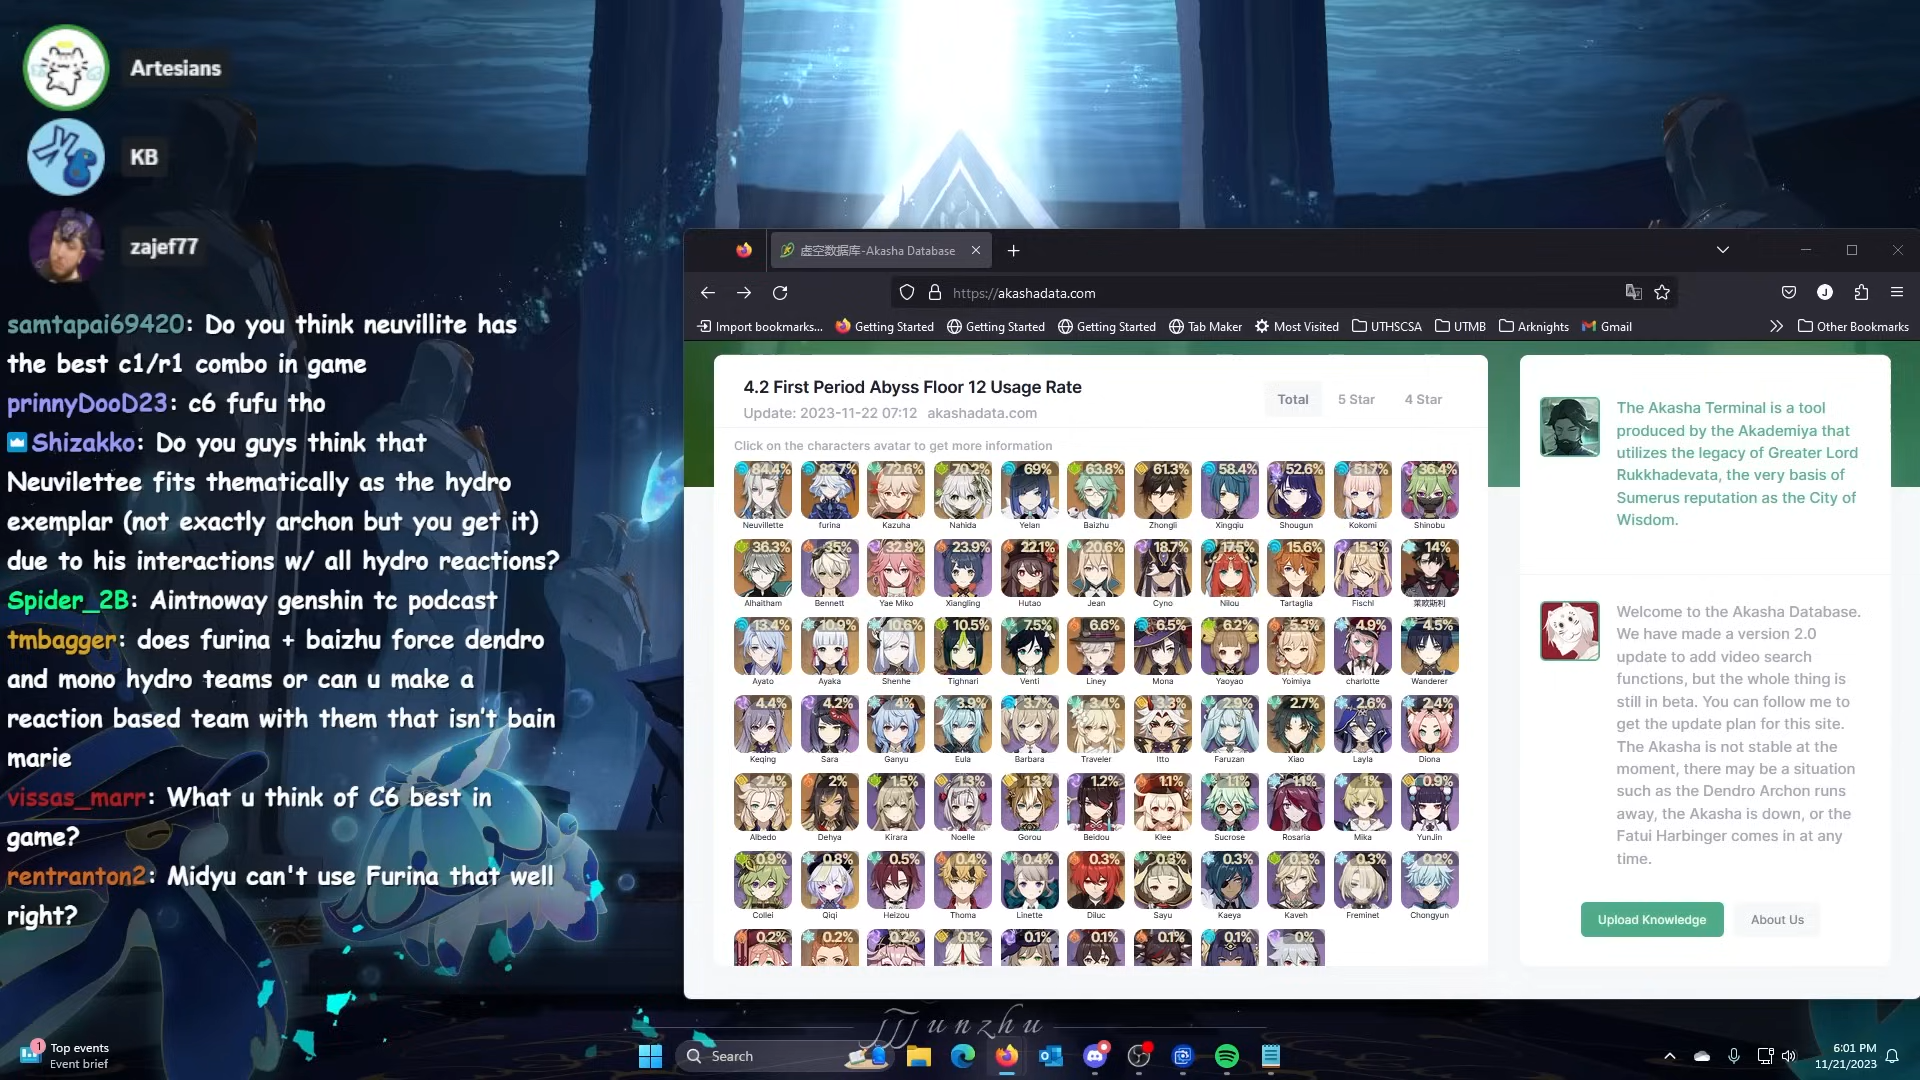 Artesians
KB
zajef77
samtapai69420: Do you think neuvillite has
the best c1/r1 combo in game
prinnyDooD23: c6 fufu tho
Shizakko: Do you guys think that
Neuvilettee fits thematically as the hydro
exemplar (not exactly archon but you get it)
due to his interactions w/ all hydro reactions?
Spider_2B: Aintnoway genshin tc podcast
tmbagger: does furina + baizhu force dendro
and mono hydro teams or can u make a
reaction based team with them that isn't bain
marie
vissas_marr: What u think of C6 best in
game?
rentranton2: Midyu can't use Furina that well
right?
虚空数据库-Akasha Database
https://akashadata.com
Import bookmarks... Getting Started Getting Started Getting Started Tab Maker Most Visited UTHSCSA UTMB Arknights Gmail Other Bookmarks
4.2 First Period Abyss Floor 12 Usage Rate
Update: 2023-11-22 07:12 akashadata.com
Total 5 Star 4 Star
Click on the characters avatar to get more information
84.4% 82.7% 72.6% 70.2% 69% 63.8% 61.3% 58.4% 52.6% 51.7% 36.4%
Neuvillette furina Kazuha Nahida Yelan Baizhu Zhongli Xingqiu Shougun Kokomi Shinobu
36.3% 35% 32.9% 23.9% 22.1% 20.6% 18.7% 17.5% 15.6% 15.3% 14%
Alhaitham Bennett Yae Miko Xiangling Hutao Jean Cyno Nilou Tartaglia Fischl 莱欧斯利
13.4% 10.9% 10.6% 10.5% 7.5% 6.6% 6.5% 6.2% 5.3% 4.9% 4.5%
Ayato Ayaka Shenhe Tighnari Venti Liney Mona Yaoyao Yoimiya charlotte Wanderer
4.4% 4.2% 4% 3.9% 3.7% 3.4% 3.3% 2.9% 2.7% 2.6% 2.4%
Keqing Sara Ganyu Eula Barbara Traveler Itto Faruzan Xiao Layla Diona
2.4% 2% 1.5% 1.3% 1.3% 1.2% 1.1% 1.1% 1.1% 1% 0.9%
Albedo Dehya Kirara Noelle Gorou Beidou Klee Sucrose Rosaria Mika YunJin
0.9% 0.8% 0.5% 0.4% 0.4% 0.3% 0.3% 0.3% 0.3% 0.3% 0.2%
Collei Qiqi Heizou Thoma Linette Diluc Sayu Kaeya Kaveh Freminet Chongyun
0.2% 0.2% 0.2% 0.1% 0.1% 0.1% 0.1% 0.1% 0%
The Akasha Terminal is a tool
produced by the Akademiya that
utilizes the legacy of Greater Lord
Rukkhadevata, the very basis of
Sumerus reputation as the City of
Wisdom.
Welcome to the Akasha Database.
We have made a version 2.0
update to add video search
functions, but the whole thing is
still in beta. You can follow me to
get the update plan for this site.
The Akasha is not stable at the
moment, there may be a situation
such as the Dendro Archon runs
away, the Akasha is down, or the
Fatui Harbinger comes in at any
time.
Upload Knowledge About Us
Junzhu
1
Top events
Event brief
Search
6:01 PM
11/21/2023